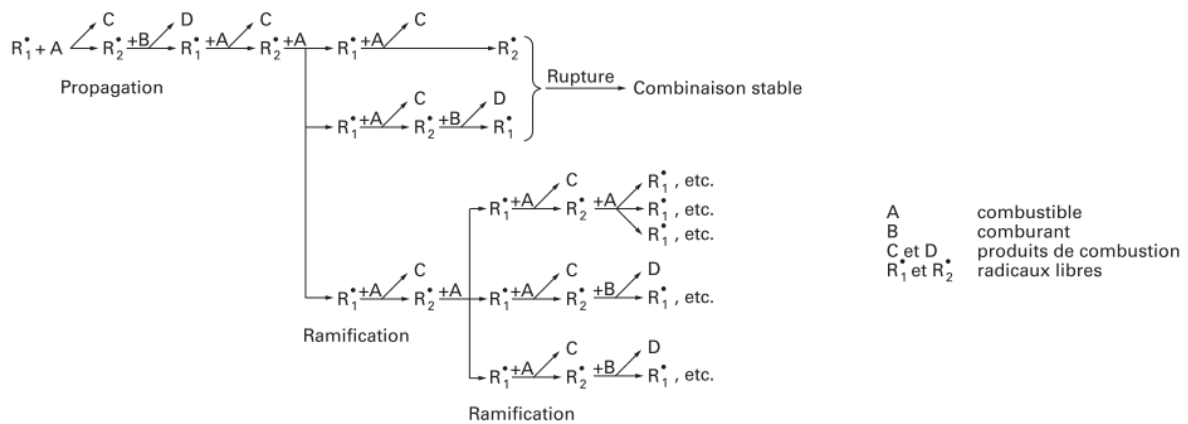 C D C C
R₁• + A R₂• +B R₁• +A R₂• +A R₁• +A R₂•
Propagation
Rupture
Combinaison stable
C D
R₁• +A R₂• +B R₁•
C R₁•, etc.
R₁• +A R₂• +A R₁•, etc.
R₁•, etc.
A combustible
B comburant
C et D produits de combustion
R₁• et R₂• radicaux libres
C C D
R₁• +A R₂• +A R₁• +A R₂• +B R₁•, etc.
Ramification
C D
R₁• +A R₂• +B R₁•, etc.
Ramification